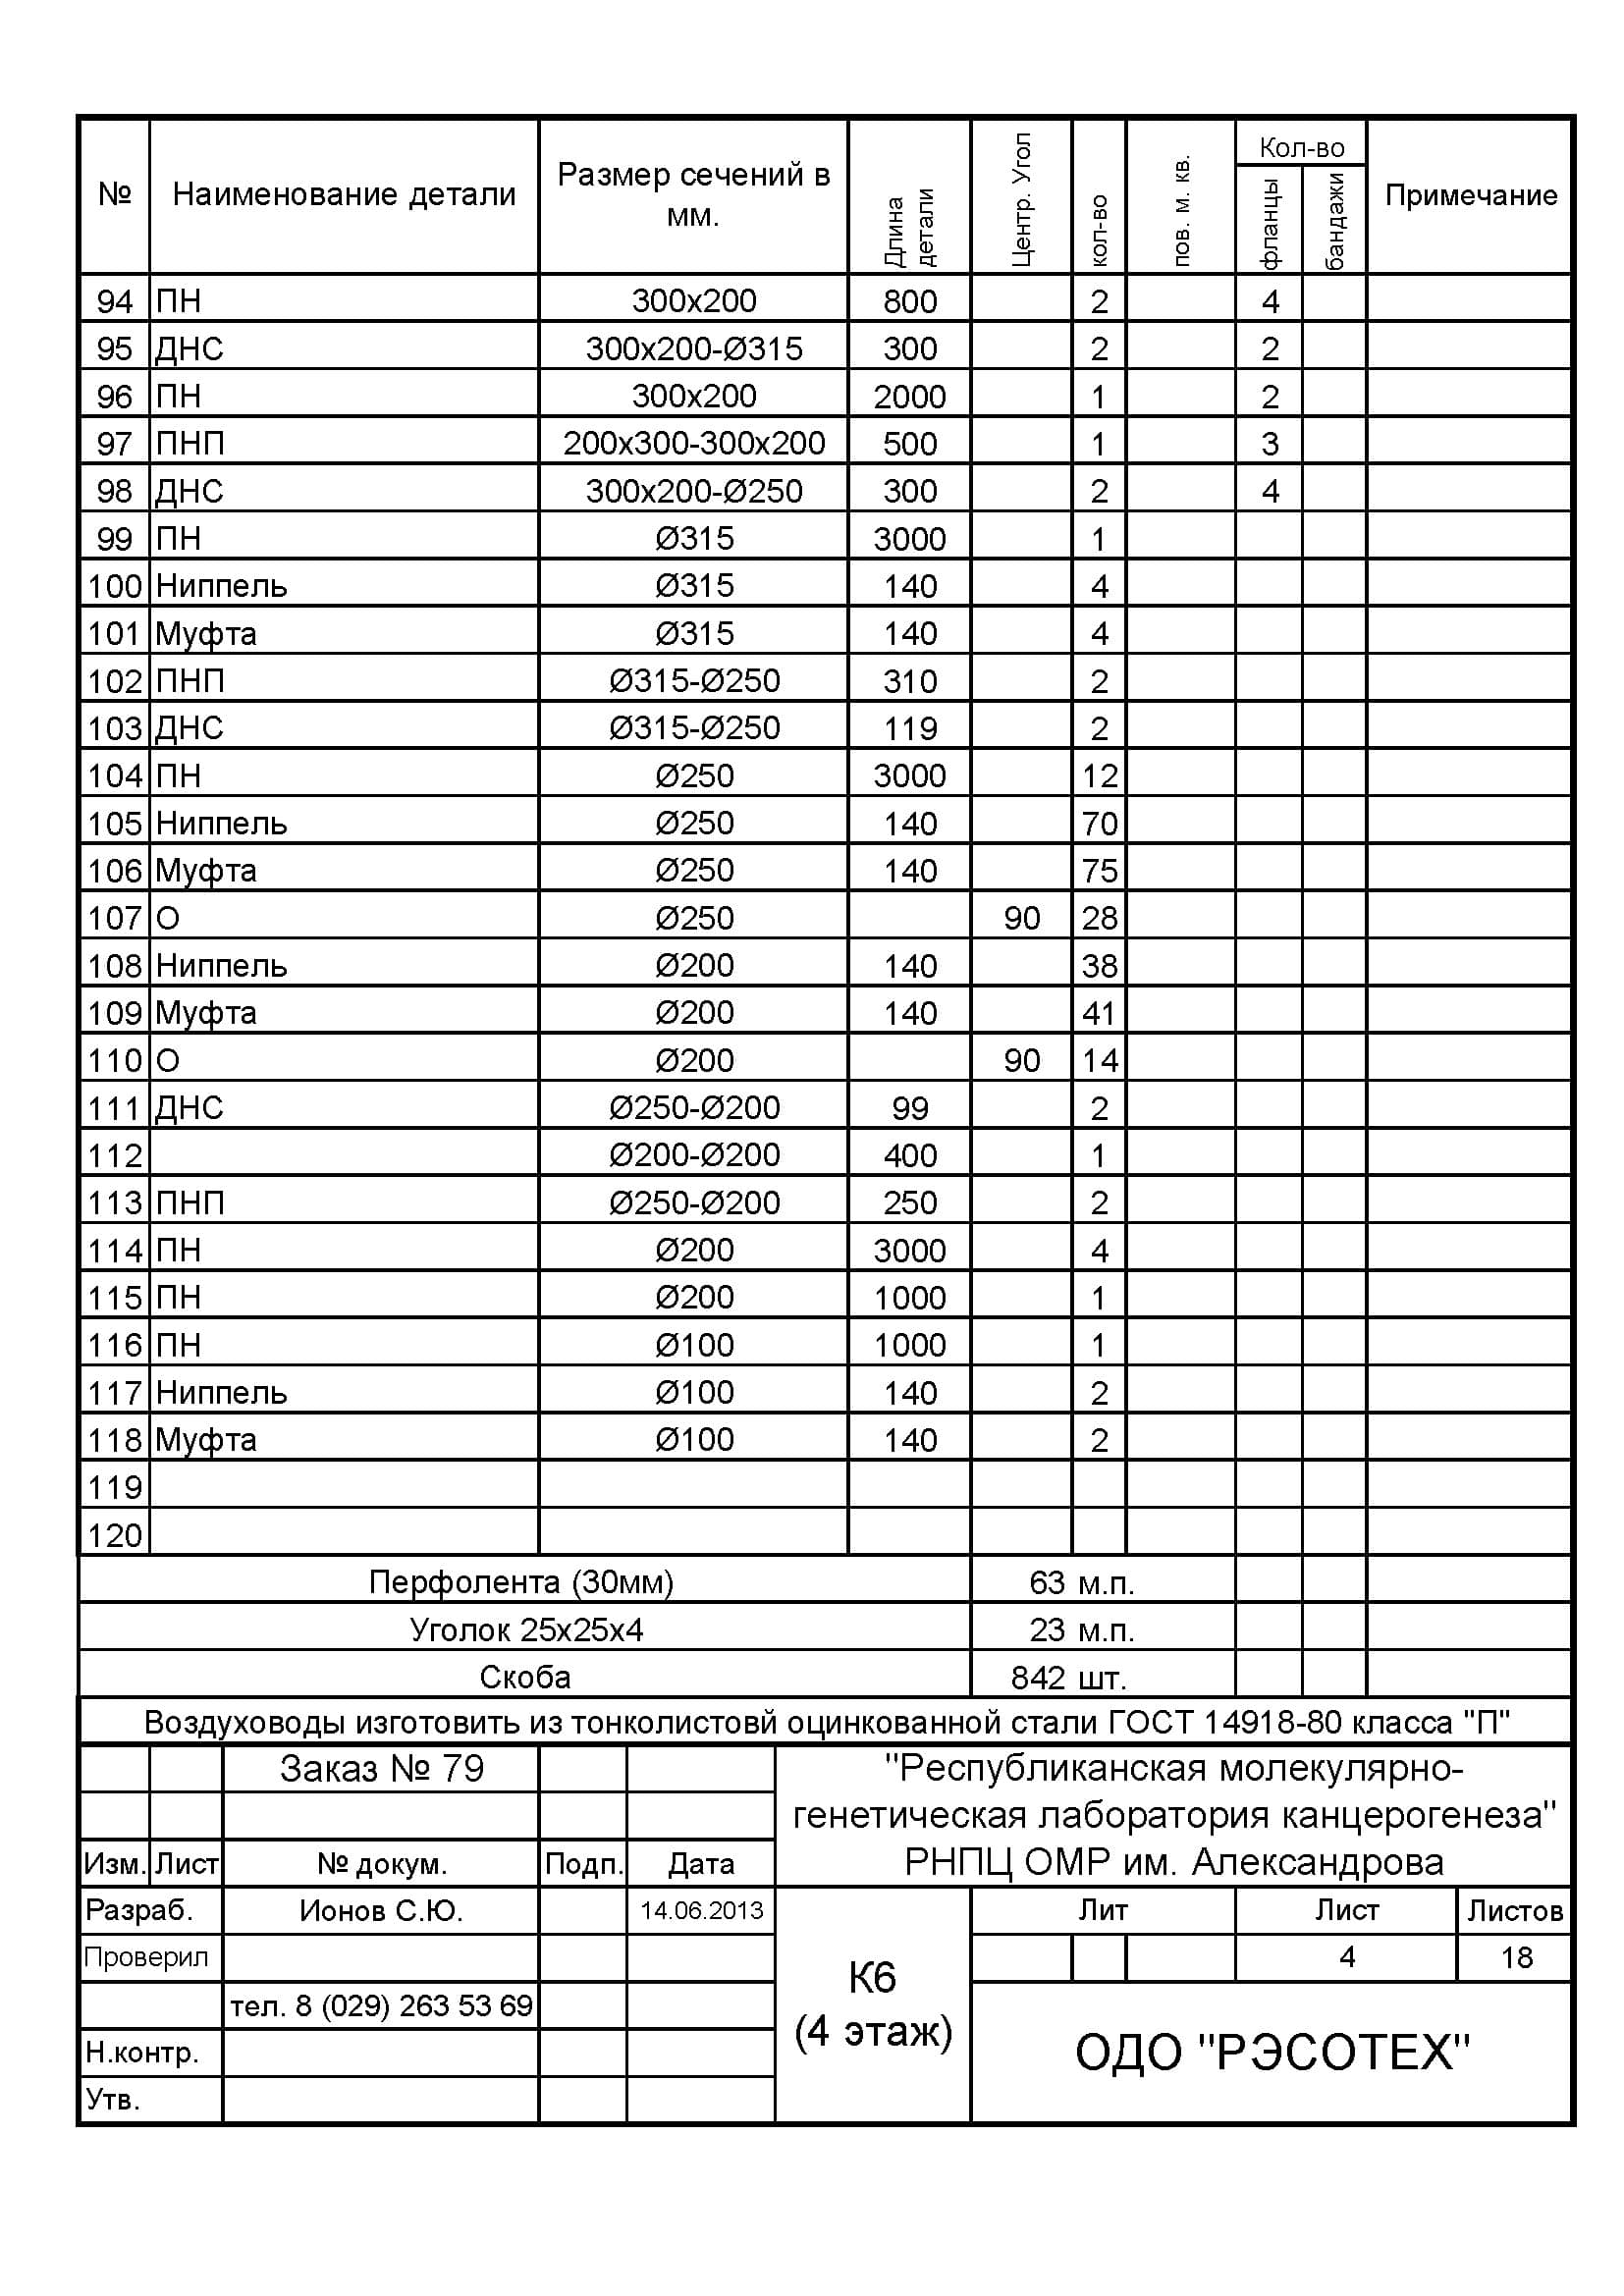 № Наименование детали Размер сечений в мм. Длина детали Центр. Угол кол-во пов. м. кв. Кол-во фланцы бандажи Примечание
94 ПН 300х200 800 2 4
95 ДНС 300х200-Ø315 300 2 2
96 ПН 300х200 2000 1 2
97 ПНП 200х300-300х200 500 1 3
98 ДНС 300х200-Ø250 300 2 4
99 ПН Ø315 3000 1
100 Ниппель Ø315 140 4
101 Муфта Ø315 140 4
102 ПНП Ø315-Ø250 310 2
103 ДНС Ø315-Ø250 119 2
104 ПН Ø250 3000 12
105 Ниппель Ø250 140 70
106 Муфта Ø250 140 75
107 О Ø250 90 28
108 Ниппель Ø200 140 38
109 Муфта Ø200 140 41
110 О Ø200 90 14
111 ДНС Ø250-Ø200 99 2
112 Ø200-Ø200 400 1
113 ПНП Ø250-Ø200 250 2
114 ПН Ø200 3000 4
115 ПН Ø200 1000 1
116 ПН Ø100 1000 1
117 Ниппель Ø100 140 2
118 Муфта Ø100 140 2
119
120
Перфолента (30мм) 63 м.п.
Уголок 25х25х4 23 м.п.
Скоба 842 шт.
Воздуховоды изготовить из тонколистовй оцинкованной стали ГОСТ 14918-80 класса "П"
Заказ № 79
"Республиканская молекулярно-
генетическая лаборатория канцерогенеза"
РНПЦ ОМР им. Александрова
Изм. Лист № докум. Подп. Дата
Разраб. Ионов С.Ю. 14.06.2013
Проверил
тел. 8 (029) 263 53 69
Н.контр.
Утв.
К6
(4 этаж)
Лит Лист Листов
4 18
ОДО "РЭСОТЕХ"